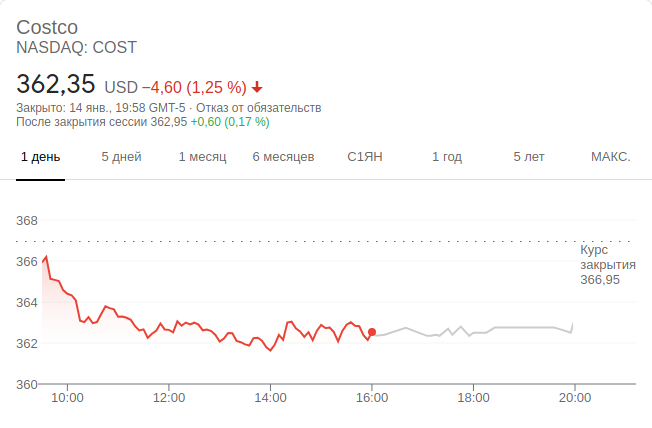 Costco
NASDAQ: COST
362,35 USD −4,60 (1,25 %)
Закрыто: 14 янв., 19:58 GMT-5 · Отказ от обязательств
После закрытия сессии 362,95 +0,60 (0,17 %)
1 день 5 дней 1 месяц 6 месяцев С1ЯН 1 год 5 лет МАКС.
368
366
364
362
360
Курс
закрытия
366,95
10:00 12:00 14:00 16:00 18:00 20:00